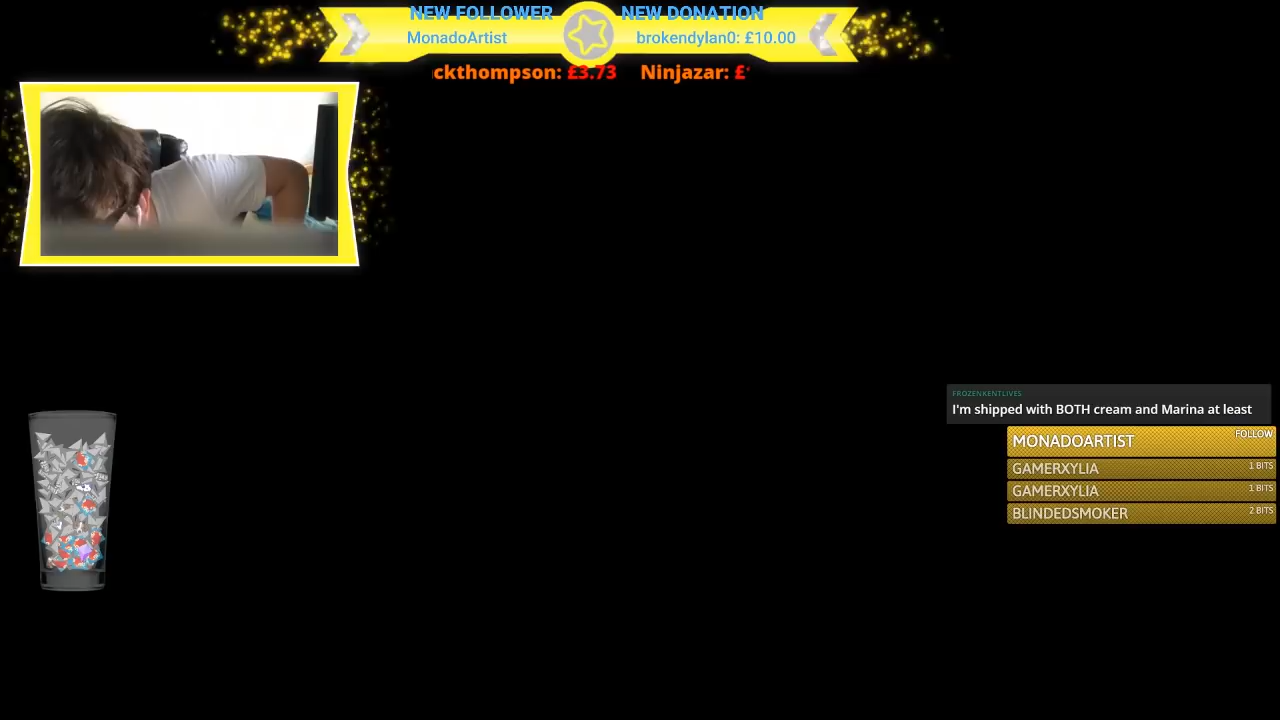 NEW FOLLOWER
NEW DONATION
MonadoArtist
brokendylan0: £10.00
ckthompson: £3.73 Ninjazar: £
FROZENKENTLIVES
I'm shipped with BOTH cream and Marina at least
MONADOARTIST FOLLOW
GAMERXYLIA 1 BITS
GAMERXYLIA 1 BITS
BLINDEDSMOKER 2 BITS